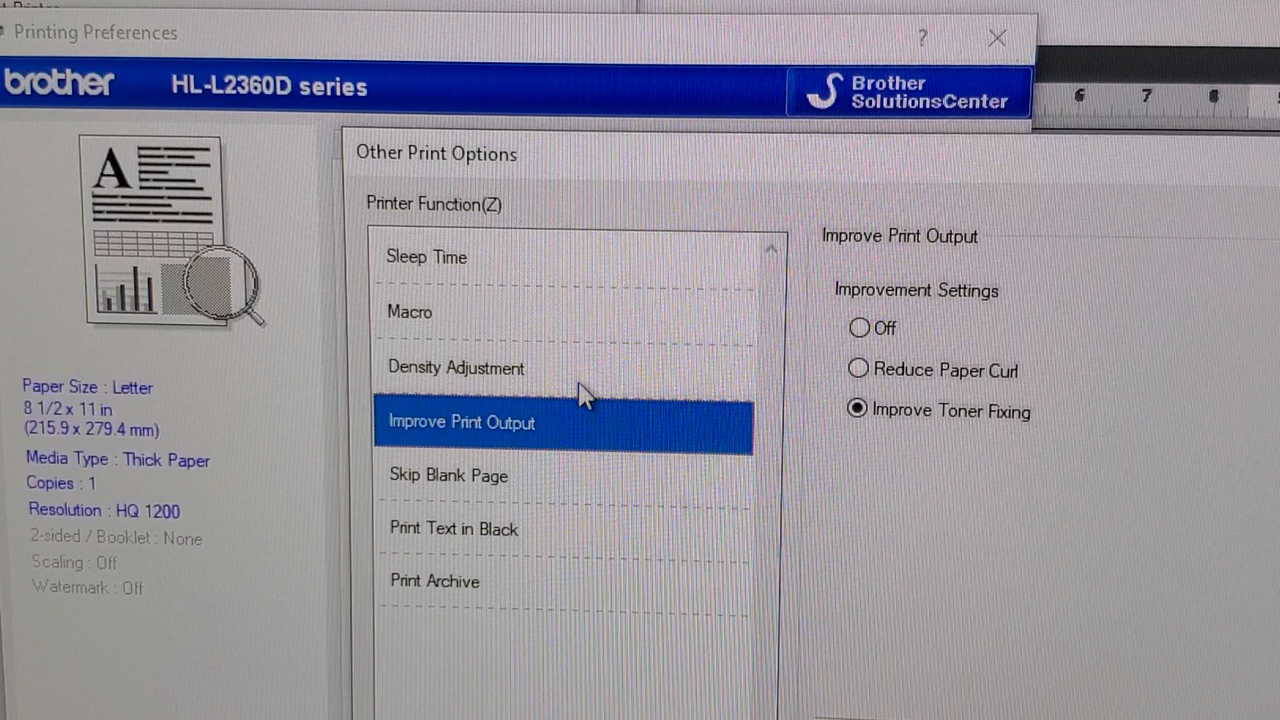 Printing Preferences
?
brother
HL-L2360D series
Brother
SolutionsCenter
6 7 8
A
Other Print Options
Printer Function(Z)
Sleep Time
Macro
Density Adjustment
Improve Print Output
Skip Blank Page
Print Text in Black
Print Archive
Improve Print Output
Improvement Settings
Off
Reduce Paper Curl
Improve Toner Fixing
Paper Size : Letter
8 1/2 x 11 in
(215.9 x 279.4 mm)
Media Type : Thick Paper
Copies : 1
Resolution : HQ 1200
2-sided / Booklet : None
Scaling : Off
Watermark : Off